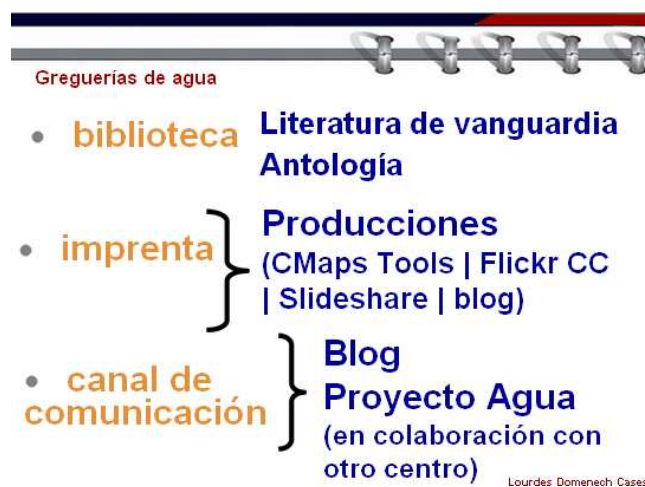 Greguerías de agua
• biblioteca
Literatura de vanguardia
Antología
• imprenta
Producciones
(CMaps Tools | Flickr CC
| Slideshare | blog)
• canal de
comunicación
Blog
Proyecto Agua
(en colaboración con
otro centro)
Lourdes Domenech Cases